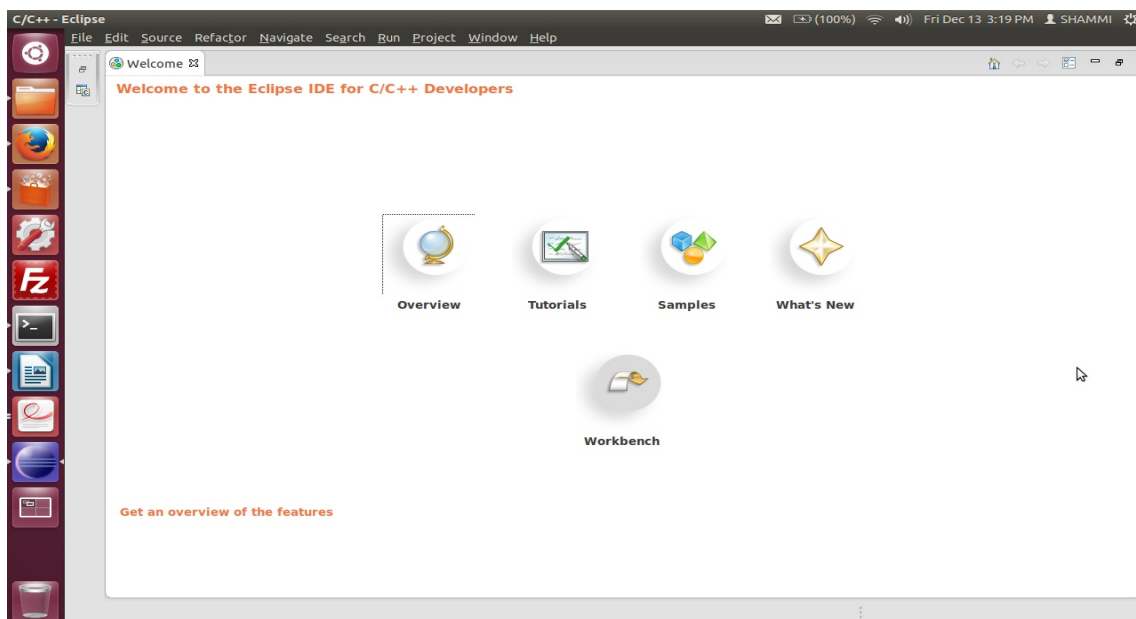 C/C++ - Eclipse (100%) Fri Dec 13 3:19 PM SHAMMI
File Edit Source Refactor Navigate Search Run Project Window Help
Welcome
Welcome to the Eclipse IDE for C/C++ Developers
Overview Tutorials Samples What's New
Workbench
Get an overview of the features
Fz
>_